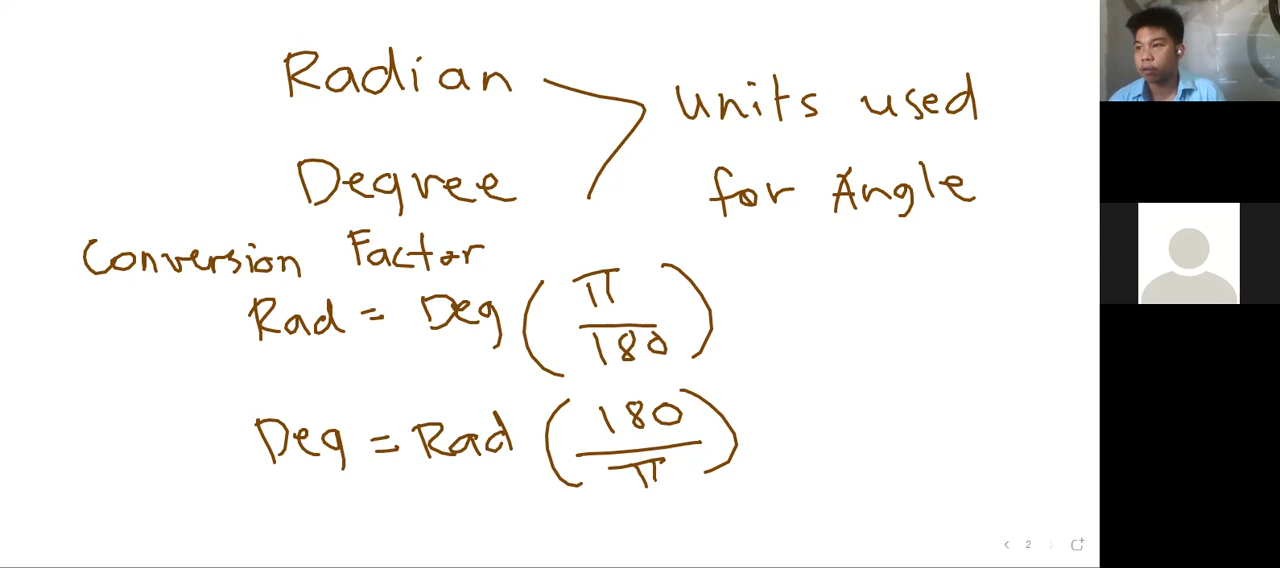 Radian
Degree
units used
for Angle
Conversion Factor
Rad = Deg ( π / 180 )
Deg = Rad ( 180 / π )
2